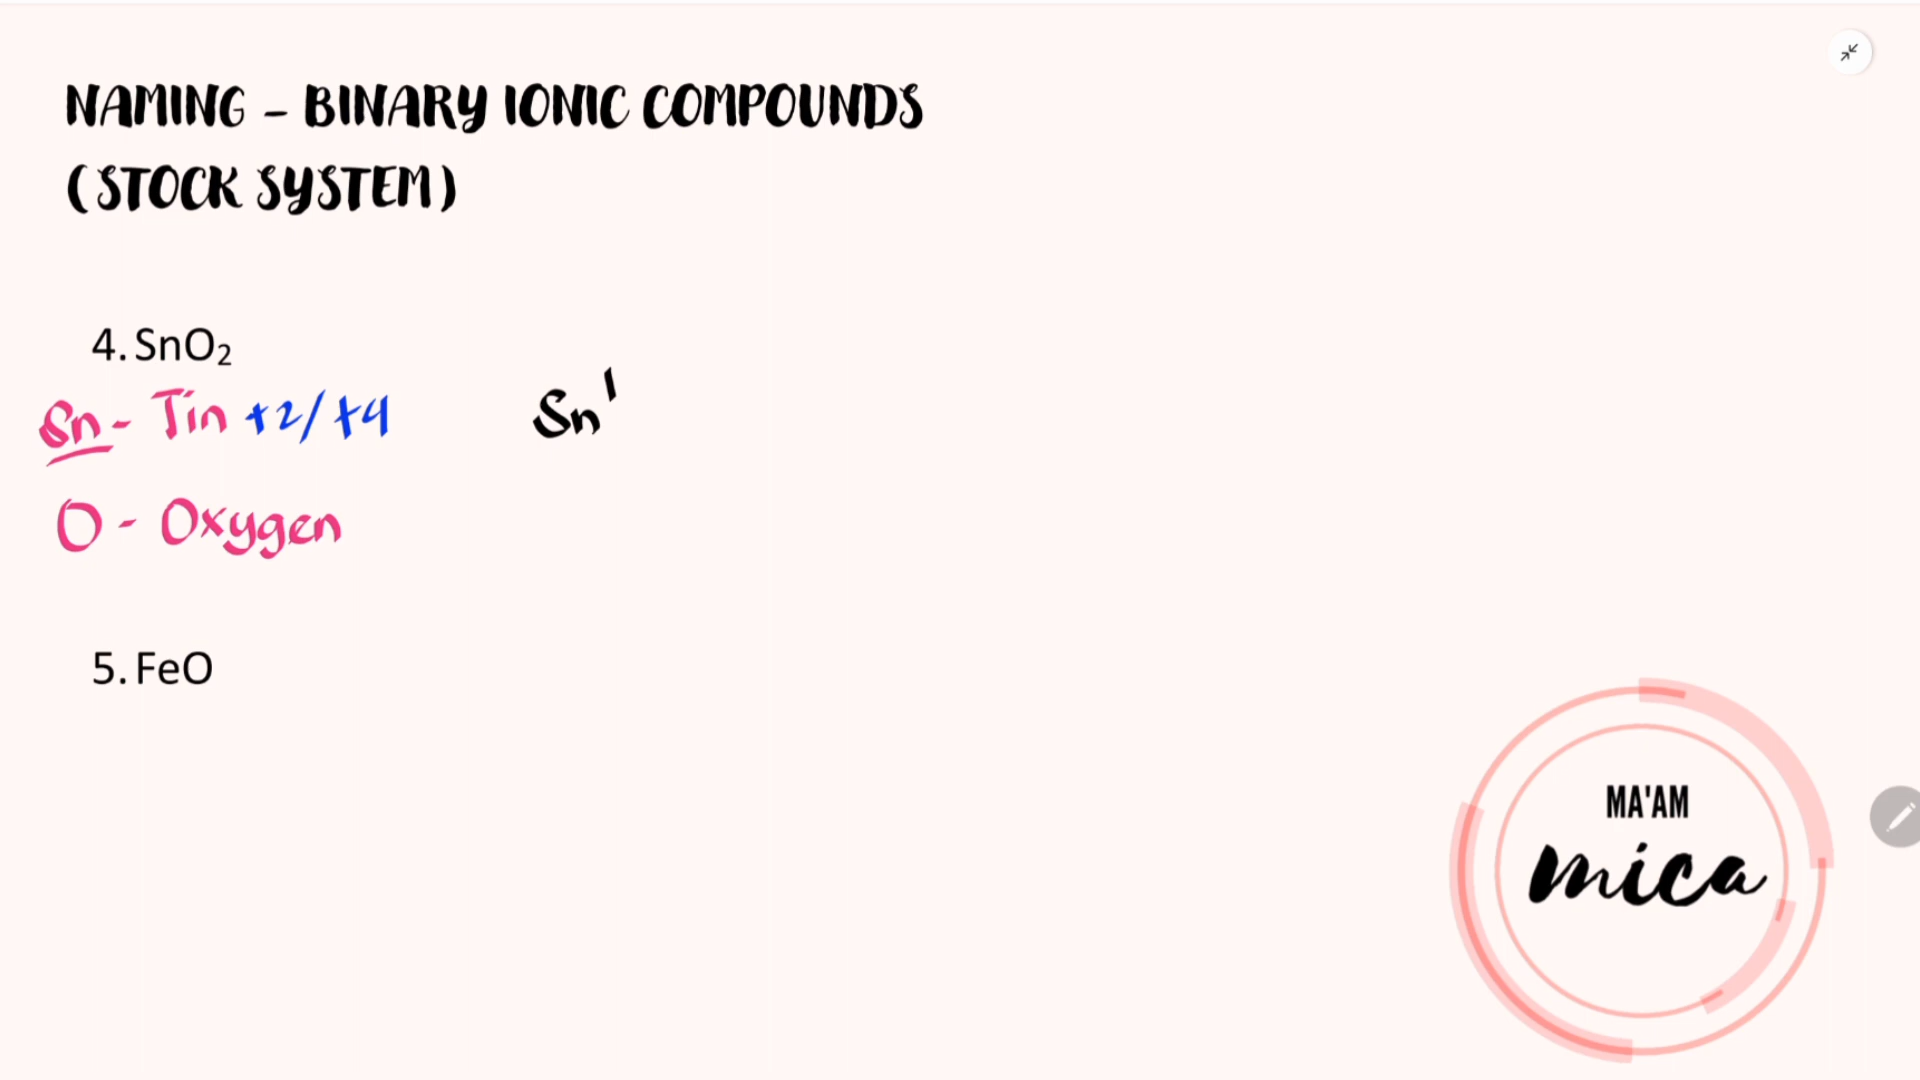 NAMING - BINARY IONIC COMPOUNDS
(STOCK SYSTEM)
4. SnO₂
Sn - Tin +2/+4
Sn'
O - Oxygen
5. FeO
MA'AM
mica